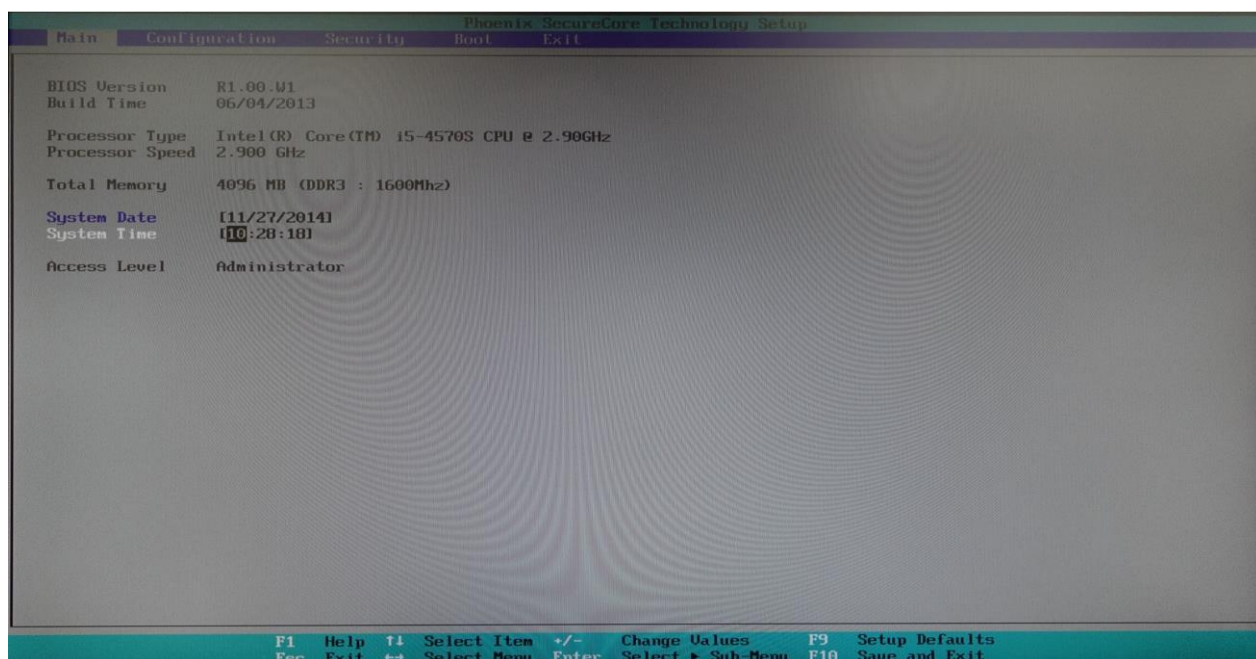 Phoenix SecureCore Technology Setup
Main Configuration Security Boot Exit
BIOS Version R1.00.W1
Build Time 06/04/2013
Processor Type Intel(R) Core(TM) i5-4570S CPU @ 2.90GHz
Processor Speed 2.900 GHz
Total Memory 4096 MB (DDR3 : 1600Mhz)
System Date [11/27/2014]
System Time [10:28:18]
Access Level Administrator
F1 Help ↑↓ Select Item +/- Change Values F9 Setup Defaults
Esc Exit ↔ Select Menu Enter Select ► Sub-Menu F10 Save and Exit